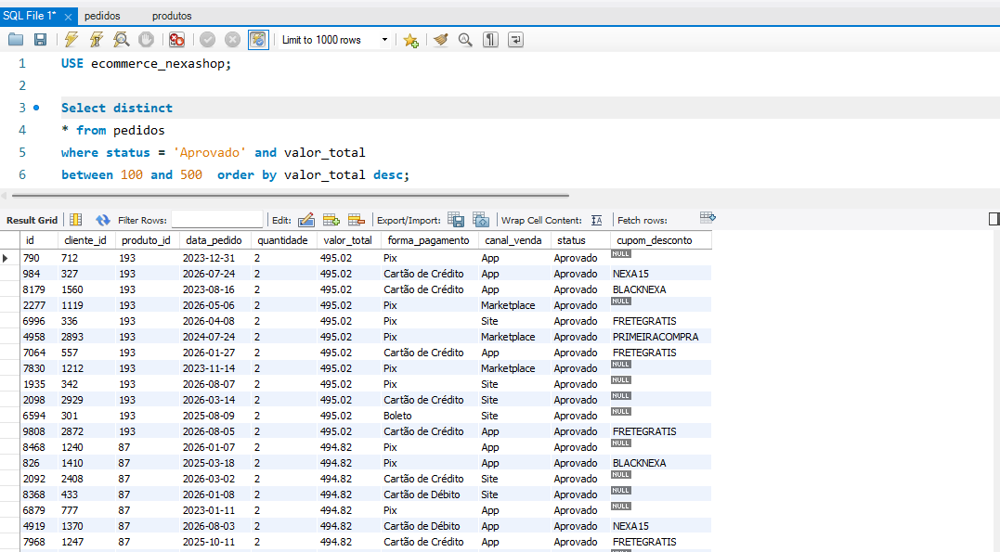 SQL File 1* × pedidos produtos
Limit to 1000 rows
1 USE ecommerce_nexashop;
2
3 Select distinct
4 * from pedidos
5 where status = 'Aprovado' and valor_total
6 between 100 and 500 order by valor_total desc;
Result Grid Filter Rows: Edit: Export/Import: Wrap Cell Content: IA Fetch rows:
id cliente_id produto_id data_pedido quantidade valor_total forma_pagamento canal_venda status cupom_desconto
790 712 193 2023-12-31 2 495.02 Pix App Aprovado NULL
984 327 193 2026-07-24 2 495.02 Cartão de Crédito App Aprovado NEXA15
8179 1560 193 2023-08-16 2 495.02 Cartão de Crédito App Aprovado BLACKNEXA
2277 1119 193 2026-05-06 2 495.02 Pix Marketplace Aprovado NULL
6996 336 193 2026-04-08 2 495.02 Pix Site Aprovado FRETEGRATIS
4958 2893 193 2024-07-24 2 495.02 Pix Marketplace Aprovado PRIMEIRACOMPRA
7064 557 193 2026-01-27 2 495.02 Cartão de Crédito App Aprovado FRETEGRATIS
7830 1212 193 2023-11-14 2 495.02 Pix Marketplace Aprovado NULL
1935 342 193 2026-08-07 2 495.02 Pix Site Aprovado NULL
2098 2929 193 2026-03-14 2 495.02 Cartão de Crédito Site Aprovado NULL
6594 301 193 2025-08-09 2 495.02 Boleto Site Aprovado NULL
9808 2872 193 2026-08-05 2 495.02 Cartão de Crédito App Aprovado FRETEGRATIS
8468 1240 87 2026-01-07 2 494.82 Pix App Aprovado NULL
826 1410 87 2025-03-18 2 494.82 Pix App Aprovado BLACKNEXA
2092 2408 87 2026-03-02 2 494.82 Cartão de Crédito Site Aprovado NULL
8368 433 87 2026-01-08 2 494.82 Cartão de Débito Site Aprovado NULL
6879 777 87 2023-01-11 2 494.82 Pix App Aprovado NULL
4919 1370 87 2026-08-03 2 494.82 Cartão de Débito App Aprovado NEXA15
7968 1247 87 2025-10-11 2 494.82 Cartão de Crédito App Aprovado FRETEGRATIS